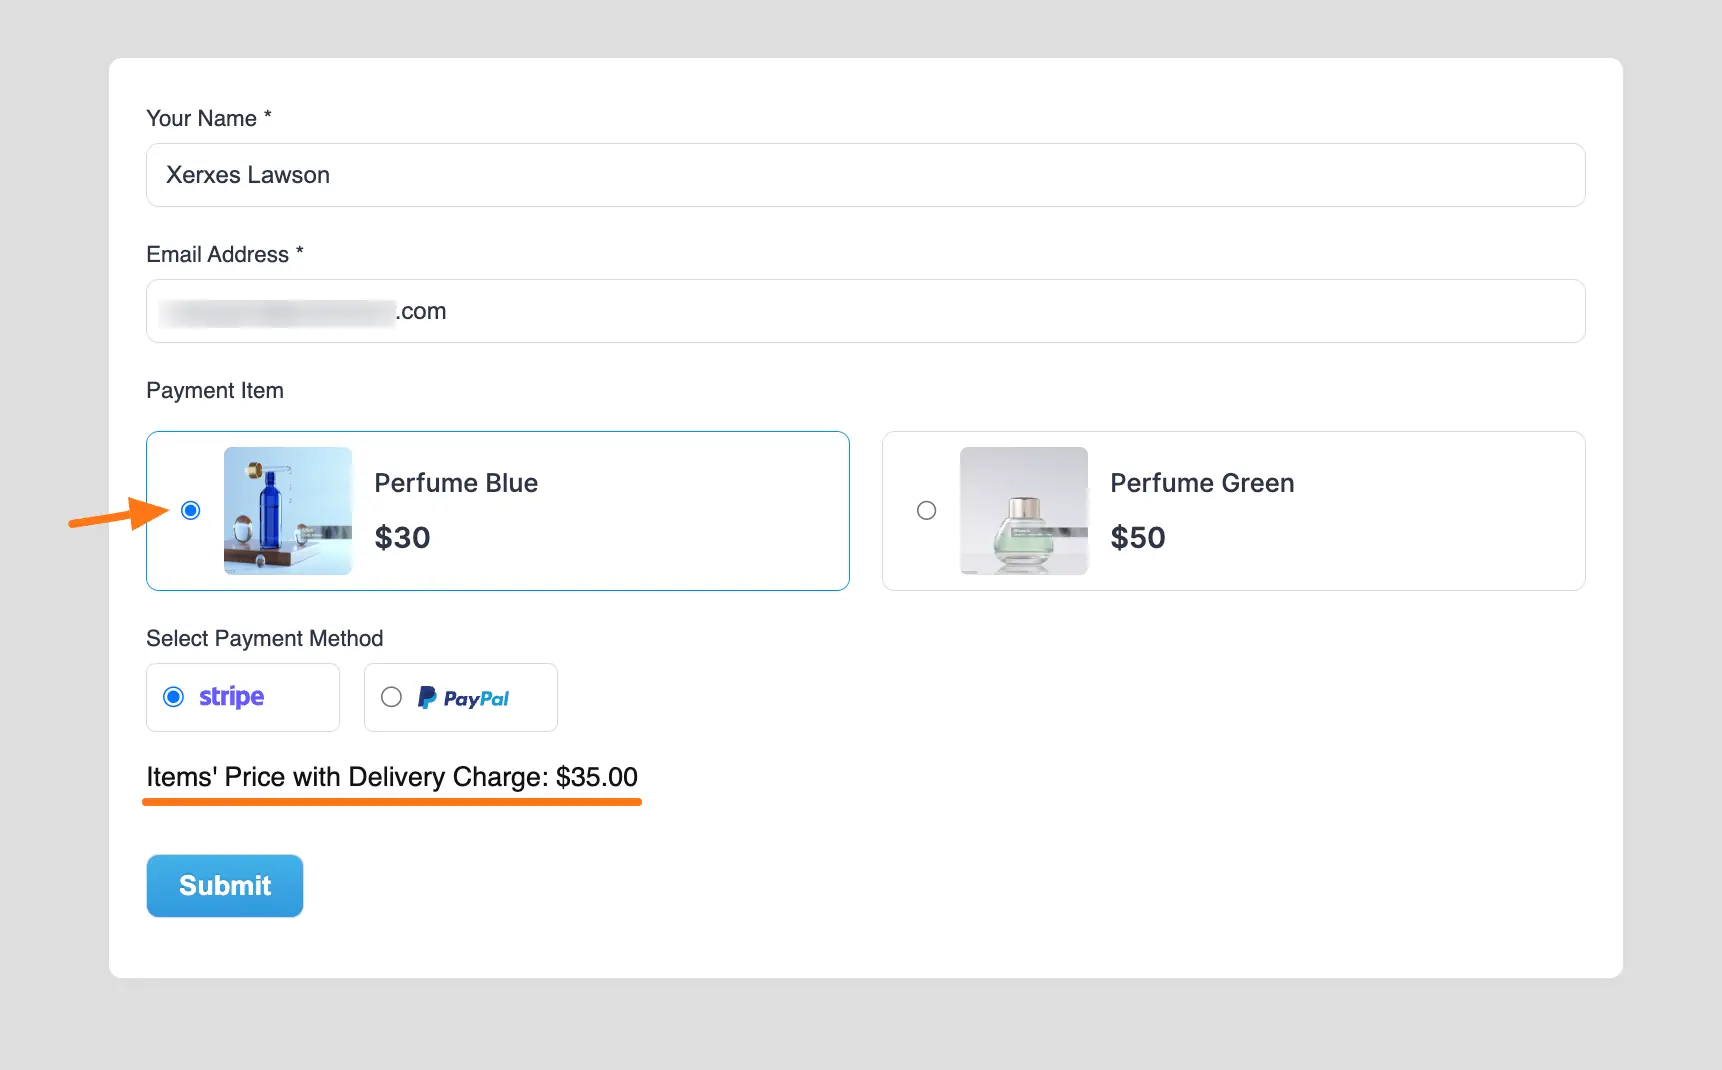 Your Name *
Xerxes Lawson
Email Address *
.com
Payment Item
Perfume Blue
$30
Perfume Green
$50
Select Payment Method
stripe
PayPal
Items' Price with Delivery Charge: $35.00
Submit